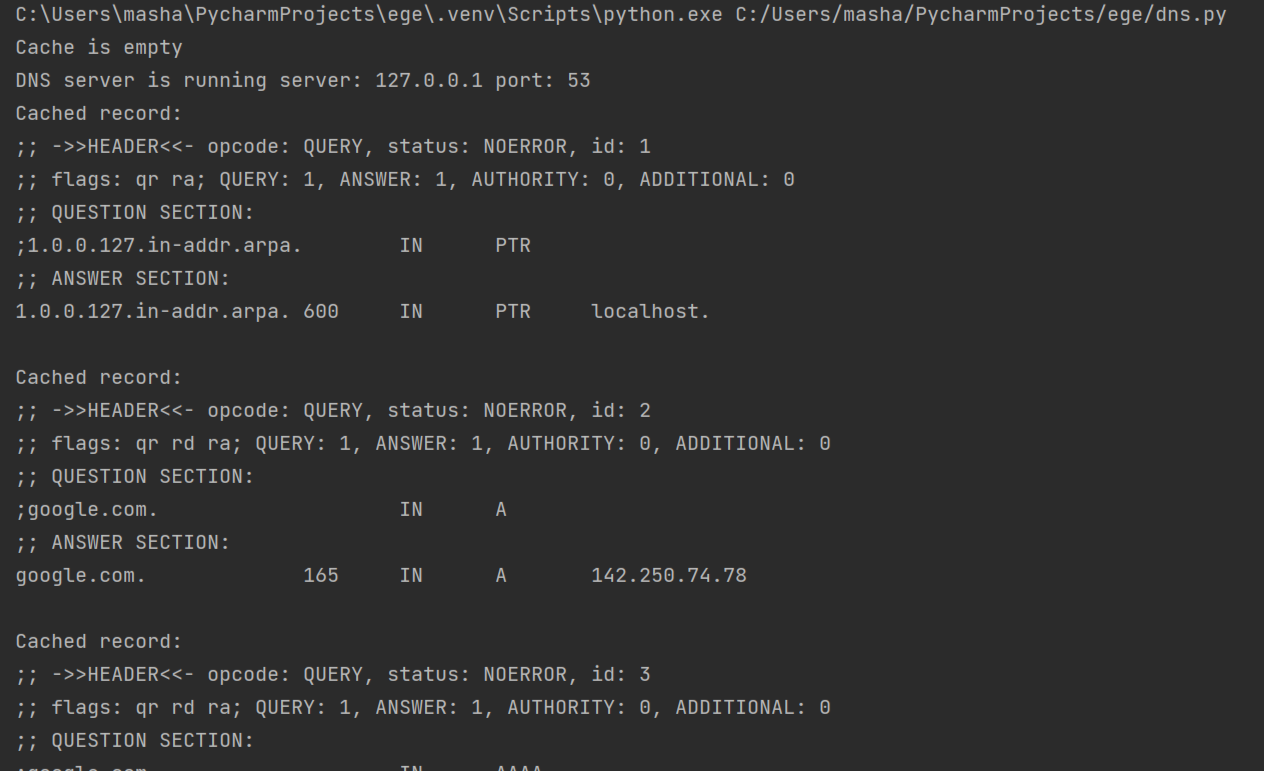 C:\Users\masha\PycharmProjects\ege\.venv\Scripts\python.exe C:/Users/masha/PycharmProjects/ege/dns.py
Cache is empty
DNS server is running server: 127.0.0.1 port: 53
Cached record:
;; ->>HEADER<<- opcode: QUERY, status: NOERROR, id: 1
;; flags: qr ra; QUERY: 1, ANSWER: 1, AUTHORITY: 0, ADDITIONAL: 0
;; QUESTION SECTION:
;1.0.0.127.in-addr.arpa.        IN      PTR
;; ANSWER SECTION:
1.0.0.127.in-addr.arpa. 600     IN      PTR     localhost.
Cached record:
;; ->>HEADER<<- opcode: QUERY, status: NOERROR, id: 2
;; flags: qr rd ra; QUERY: 1, ANSWER: 1, AUTHORITY: 0, ADDITIONAL: 0
;; QUESTION SECTION:
;google.com.                    IN      A
;; ANSWER SECTION:
google.com.             165     IN      A       142.250.74.78
Cached record:
;; ->>HEADER<<- opcode: QUERY, status: NOERROR, id: 3
;; flags: qr rd ra; QUERY: 1, ANSWER: 1, AUTHORITY: 0, ADDITIONAL: 0
;; QUESTION SECTION:
;google.com.                    IN      AAAA